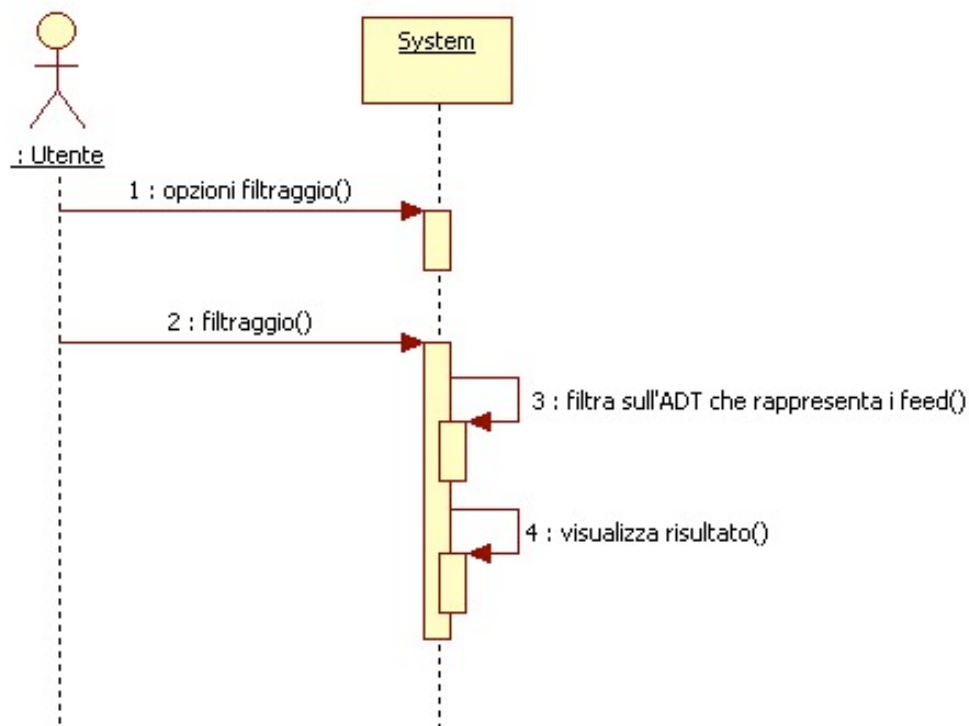 System
: Utente
1 : opzioni filtraggio()
2 : filtraggio()
3 : filtra sull'ADT che rappresenta i feed()
4 : visualizza risultato()